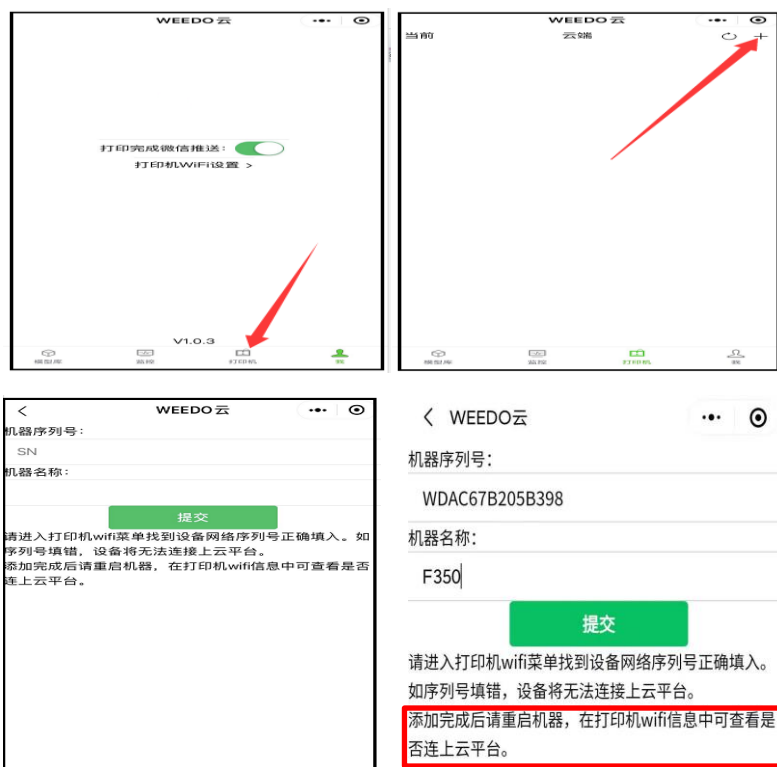 WEEDO云
打印完成微信推送：
打印机WiFi设置 >
V1.0.3
模型库 监控 打印机 我
WEEDO云
当前 云端
模型库 监控 打印机 我
WEEDO云
机器序列号：
SN
机器名称：
提交
请进入打印机wifi菜单找到设备网络序列号正确填入。如
序列号填错，设备将无法连接上云平台。
添加完成后请重启机器，在打印机wifi信息中可查看是否
连上云平台。
WEEDO云
机器序列号：
WDAC67B205B398
机器名称：
F350
提交
请进入打印机wifi菜单找到设备网络序列号正确填入。
如序列号填错，设备将无法连接上云平台。
添加完成后请重启机器，在打印机wifi信息中可查看是
否连上云平台。